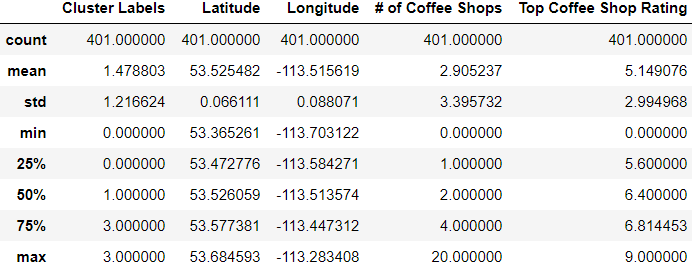 Cluster Labels Latitude Longitude # of Coffee Shops Top Coffee Shop Rating
count 401.000000 401.000000 401.000000 401.000000 401.000000
mean 1.478803 53.525482 -113.515619 2.905237 5.149076
std 1.216624 0.066111 0.088071 3.395732 2.994968
min 0.000000 53.365261 -113.703122 0.000000 0.000000
25% 0.000000 53.472776 -113.584271 1.000000 5.600000
50% 1.000000 53.526059 -113.513574 2.000000 6.400000
75% 3.000000 53.577381 -113.447312 4.000000 6.814453
max 3.000000 53.684593 -113.283408 20.000000 9.000000